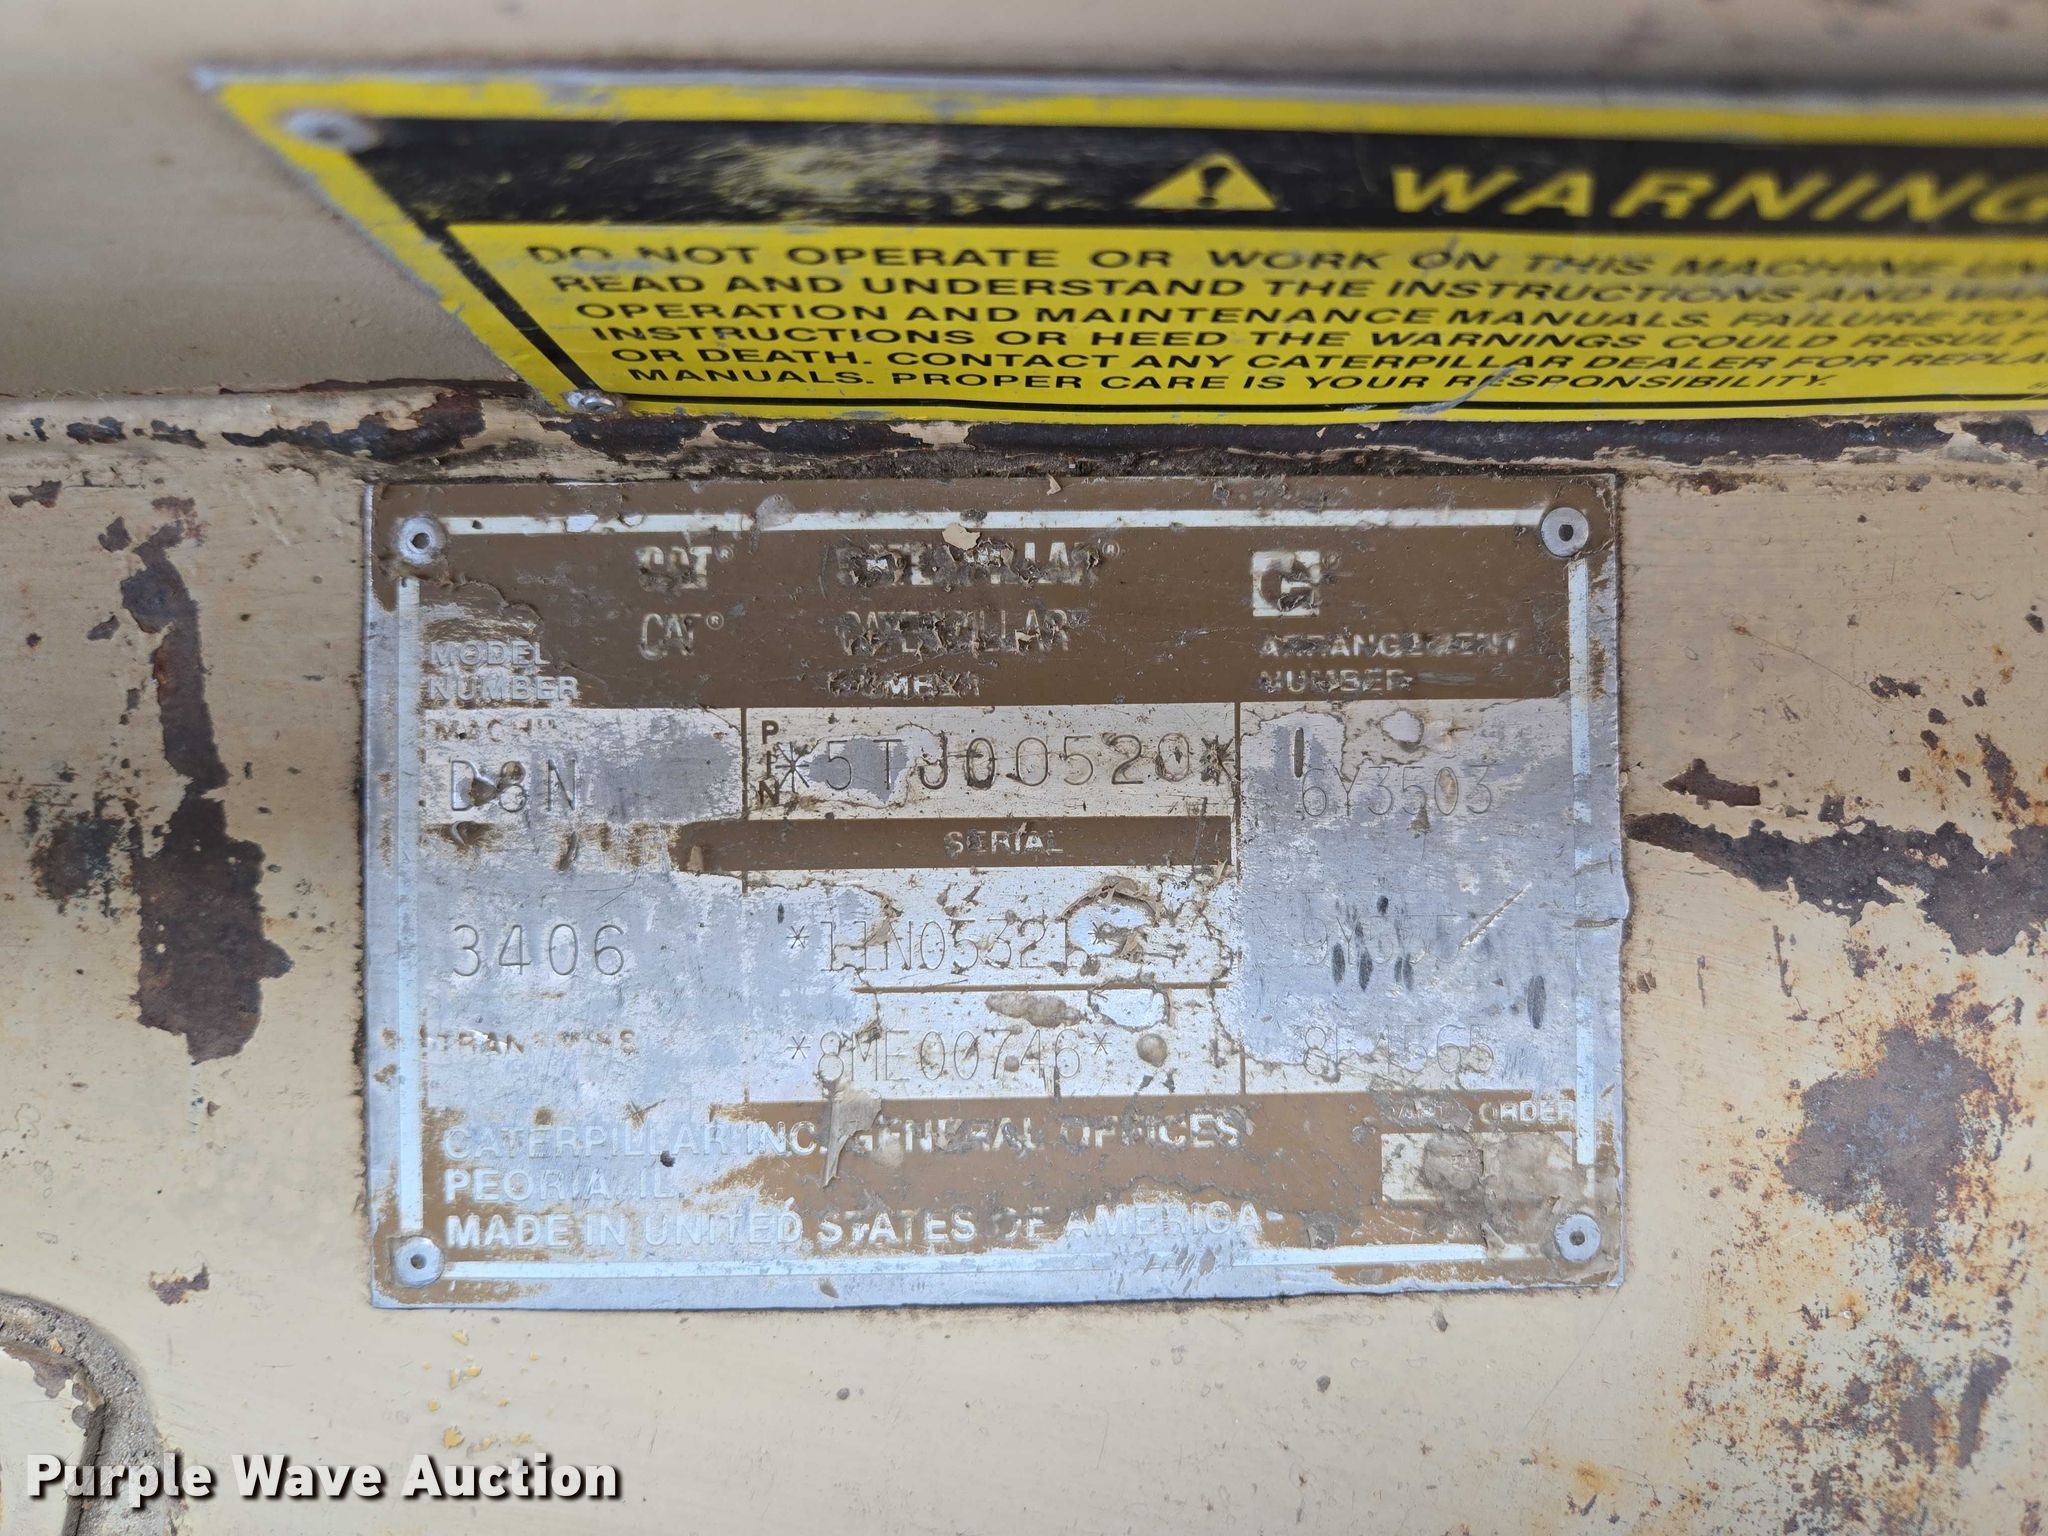 WARNING
DO NOT OPERATE OR WORK ON THIS MACHINE
READ AND UNDERSTAND THE INSTRUCTIONS AND
OPERATION AND MAINTENANCE MANUALS. FAILURE TO
INSTRUCTIONS OR HEED THE WARNINGS COULD RESULT
OR DEATH. CONTACT ANY CATERPILLAR DEALER FOR
MANUALS. PROPER CARE IS YOUR RESPONSIBILITY.
CAT® CATERPILLAR®
CAT® CATERPILLAR
MODEL NUMBER
ARRANGEMENT NUMBER
D8N
PIN *5TJ00520*
6Y3503
SERIAL
3406 *11N05321*
*8ME00746*
CATERPILLAR INC. GENERAL OFFICES
PEORIA, IL.
MADE IN UNITED STATES OF AMERICA
ORDER
Purple Wave Auction